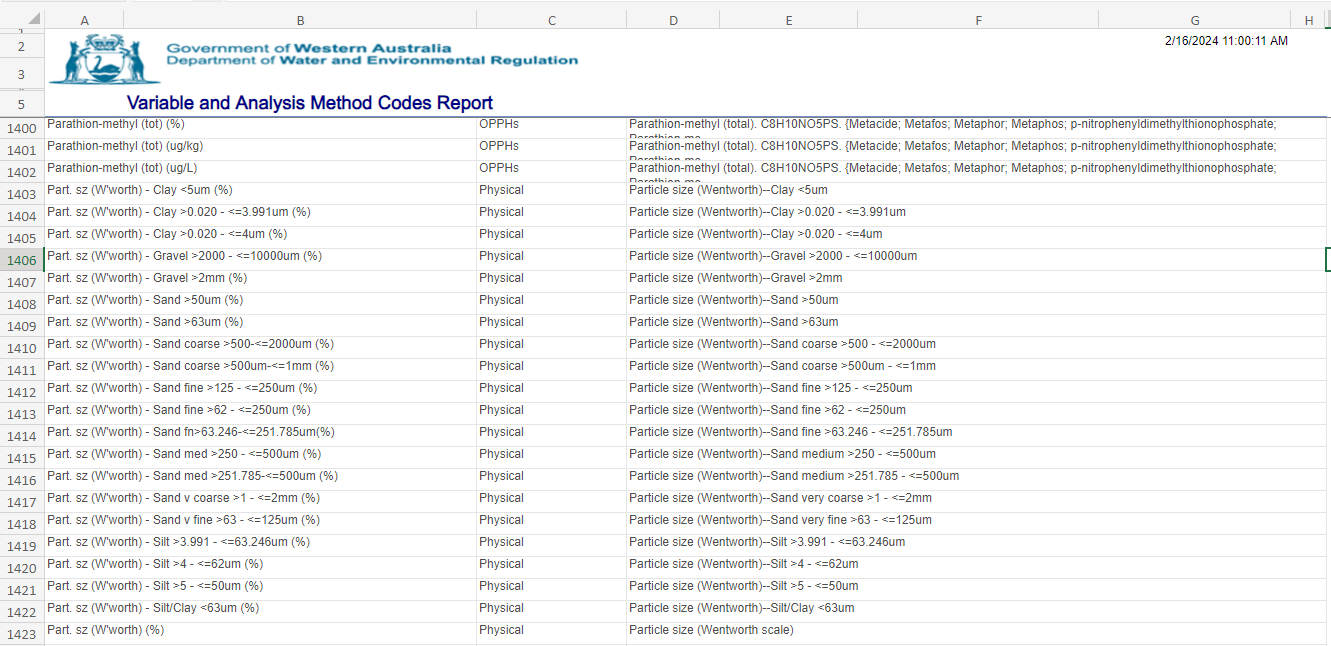 A B C D E F G H
2 Government of Western Australia 2/16/2024 11:00:11 AM
3 Department of Water and Environmental Regulation
5 Variable and Analysis Method Codes Report
1400 Parathion-methyl (tot) (%) OPPHs Parathion-methyl (total). C8H10NO5PS. {Metacide; Metafos; Metaphor; Metaphos; p-nitrophenyldimethylthionophosphate;
1401 Parathion-methyl (tot) (ug/kg) OPPHs Parathion-methyl (total). C8H10NO5PS. {Metacide; Metafos; Metaphor; Metaphos; p-nitrophenyldimethylthionophosphate;
1402 Parathion-methyl (tot) (ug/L) OPPHs Parathion-methyl (total). C8H10NO5PS. {Metacide; Metafos; Metaphor; Metaphos; p-nitrophenyldimethylthionophosphate;
1403 Part. sz (W'worth) - Clay <5um (%) Physical Particle size (Wentworth)--Clay <5um
1404 Part. sz (W'worth) - Clay >0.020 - <=3.991um (%) Physical Particle size (Wentworth)--Clay >0.020 - <=3.991um
1405 Part. sz (W'worth) - Clay >0.020 - <=4um (%) Physical Particle size (Wentworth)--Clay >0.020 - <=4um
1406 Part. sz (W'worth) - Gravel >2000 - <=10000um (%) Physical Particle size (Wentworth)--Gravel >2000 - <=10000um
1407 Part. sz (W'worth) - Gravel >2mm (%) Physical Particle size (Wentworth)--Gravel >2mm
1408 Part. sz (W'worth) - Sand >50um (%) Physical Particle size (Wentworth)--Sand >50um
1409 Part. sz (W'worth) - Sand >63um (%) Physical Particle size (Wentworth)--Sand >63um
1410 Part. sz (W'worth) - Sand coarse >500-<=2000um (%) Physical Particle size (Wentworth)--Sand coarse >500 - <=2000um
1411 Part. sz (W'worth) - Sand coarse >500um-<=1mm (%) Physical Particle size (Wentworth)--Sand coarse >500um - <=1mm
1412 Part. sz (W'worth) - Sand fine >125 - <=250um (%) Physical Particle size (Wentworth)--Sand fine >125 - <=250um
1413 Part. sz (W'worth) - Sand fine >62 - <=250um (%) Physical Particle size (Wentworth)--Sand fine >62 - <=250um
1414 Part. sz (W'worth) - Sand fn>63.246-<=251.785um(%) Physical Particle size (Wentworth)--Sand fine >63.246 - <=251.785um
1415 Part. sz (W'worth) - Sand med >250 - <=500um (%) Physical Particle size (Wentworth)--Sand medium >250 - <=500um
1416 Part. sz (W'worth) - Sand med >251.785-<=500um (%) Physical Particle size (Wentworth)--Sand medium >251.785 - <=500um
1417 Part. sz (W'worth) - Sand v coarse >1 - <=2mm (%) Physical Particle size (Wentworth)--Sand very coarse >1 - <=2mm
1418 Part. sz (W'worth) - Sand v fine >63 - <=125um (%) Physical Particle size (Wentworth)--Sand very fine >63 - <=125um
1419 Part. sz (W'worth) - Silt >3.991 - <=63.246um (%) Physical Particle size (Wentworth)--Silt >3.991 - <=63.246um
1420 Part. sz (W'worth) - Silt >4 - <=62um (%) Physical Particle size (Wentworth)--Silt >4 - <=62um
1421 Part. sz (W'worth) - Silt >5 - <=50um (%) Physical Particle size (Wentworth)--Silt >5 - <=50um
1422 Part. sz (W'worth) - Silt/Clay <63um (%) Physical Particle size (Wentworth)--Silt/Clay <63um
1423 Part. sz (W'worth) (%) Physical Particle size (Wentworth scale)